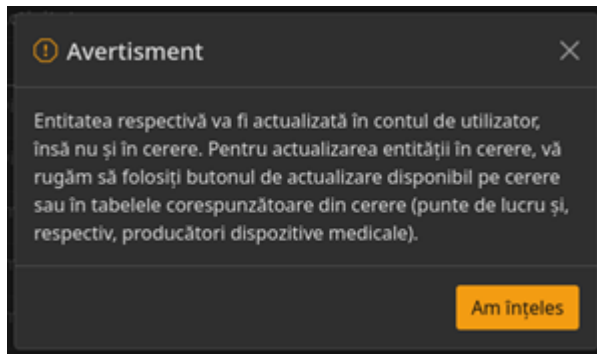 Avertisment
Entitatea respectivă va fi actualizată în contul de utilizator,
însă nu și în cerere. Pentru actualizarea entității în cerere, vă
rugăm să folosiți butonul de actualizare disponibil pe cerere
sau în tabelele corespunzătoare din cerere (punte de lucru și,
respectiv, producători dispozitive medicale).
Am înțeles